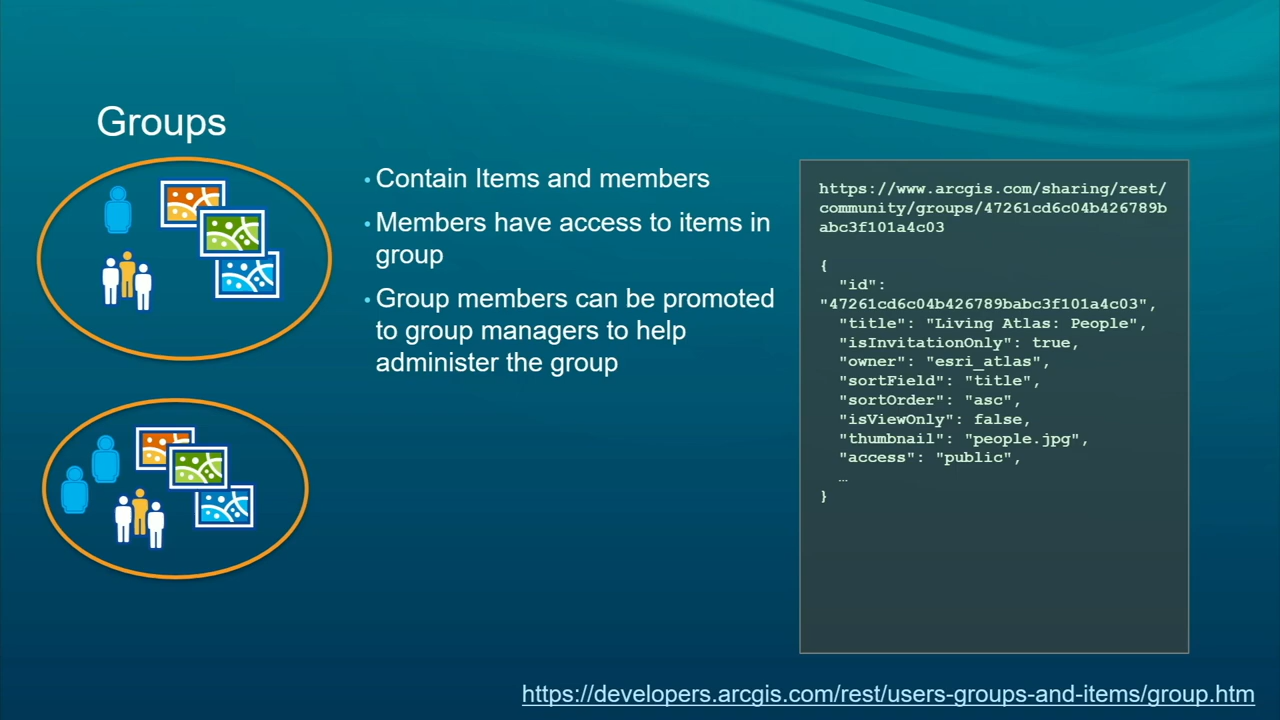 Groups
• Contain Items and members
• Members have access to items in
group
• Group members can be promoted
to group managers to help
administer the group
https://www.arcgis.com/sharing/rest/
community/groups/47261cd6c04b426789b
abc3f101a4c03
{
"id":
"47261cd6c04b426789babc3f101a4c03",
"title": "Living Atlas: People",
"isInvitationOnly": true,
"owner": "esri_atlas",
"sortField": "title",
"sortOrder": "asc",
"isViewOnly": false,
"thumbnail": "people.jpg",
"access": "public",
…
}
https://developers.arcgis.com/rest/users-groups-and-items/group.htm